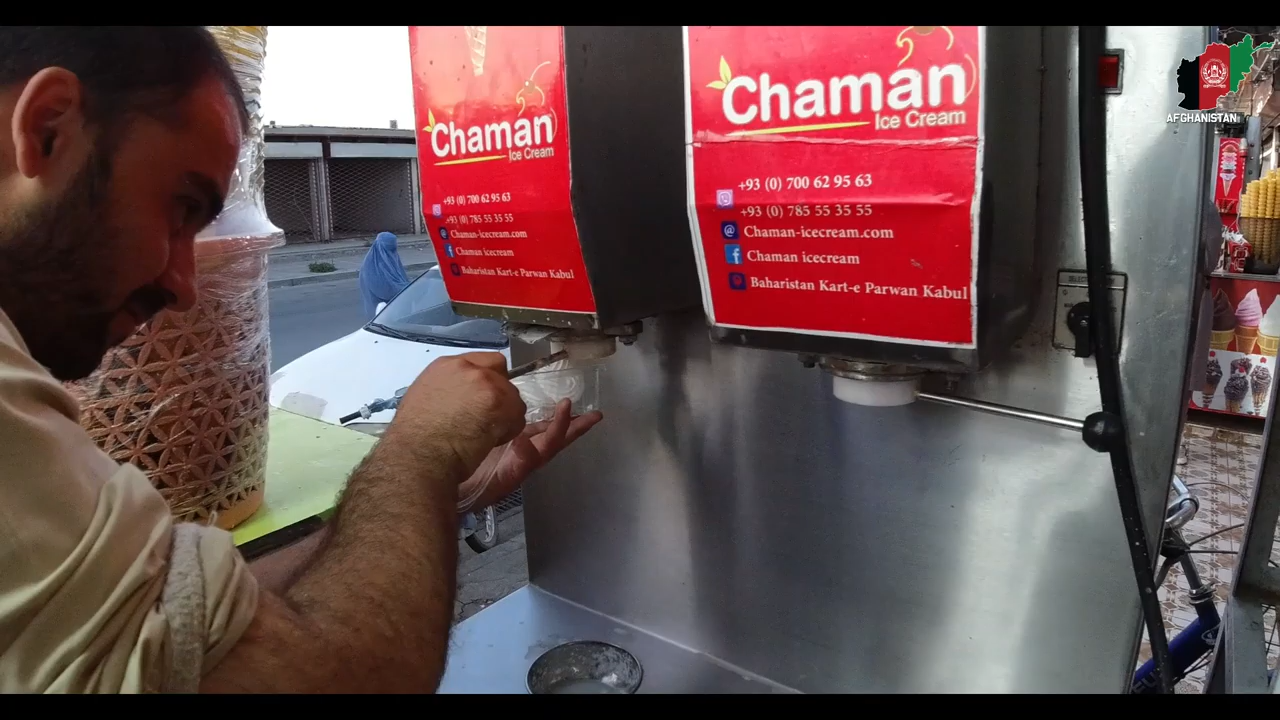 Chaman
Ice Cream
+93 (0) 700 62 95 63
+93 (0) 785 55 35 55
Chaman-icecream.com
Chaman icecream
Baharistan Kart-e Parwan Kabul
Chaman
Ice Cream
+93 (0) 700 62 95 63
+93 (0) 785 55 35 55
Chaman-icecream.com
Chaman icecream
Baharistan Kart-e Parwan Kabul
AFGHANISTAN